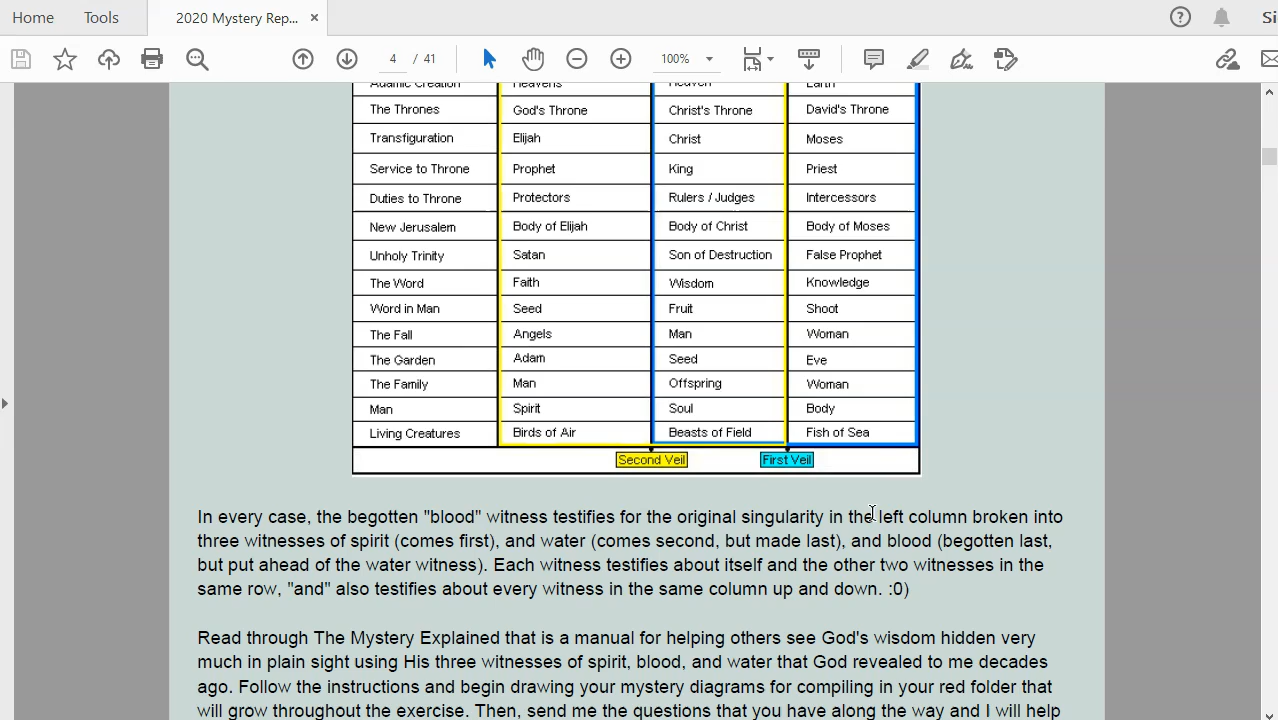 Home Tools 2020 Mystery Rep... × Si
4 / 41 100%
Adamic Creation Heavens Heaven Earth
The Thrones God's Throne Christ's Throne David's Throne
Transfiguration Elijah Christ Moses
Service to Throne Prophet King Priest
Duties to Throne Protectors Rulers / Judges Intercessors
New Jerusalem Body of Elijah Body of Christ Body of Moses
Unholy Trinity Satan Son of Destruction False Prophet
The Word Faith Wisdom Knowledge
Word in Man Seed Fruit Shoot
The Fall Angels Man Woman
The Garden Adam Seed Eve
The Family Man Offspring Woman
Man Spirit Soul Body
Living Creatures Birds of Air Beasts of Field Fish of Sea
Second Veil First Veil
In every case, the begotten "blood" witness testifies for the original singularity in the left column broken into
three witnesses of spirit (comes first), and water (comes second, but made last), and blood (begotten last,
but put ahead of the water witness). Each witness testifies about itself and the other two witnesses in the
same row, "and" also testifies about every witness in the same column up and down. :0)
Read through The Mystery Explained that is a manual for helping others see God's wisdom hidden very
much in plain sight using His three witnesses of spirit, blood, and water that God revealed to me decades
ago. Follow the instructions and begin drawing your mystery diagrams for compiling in your red folder that
will grow throughout the exercise. Then, send me the questions that you have along the way and I will help